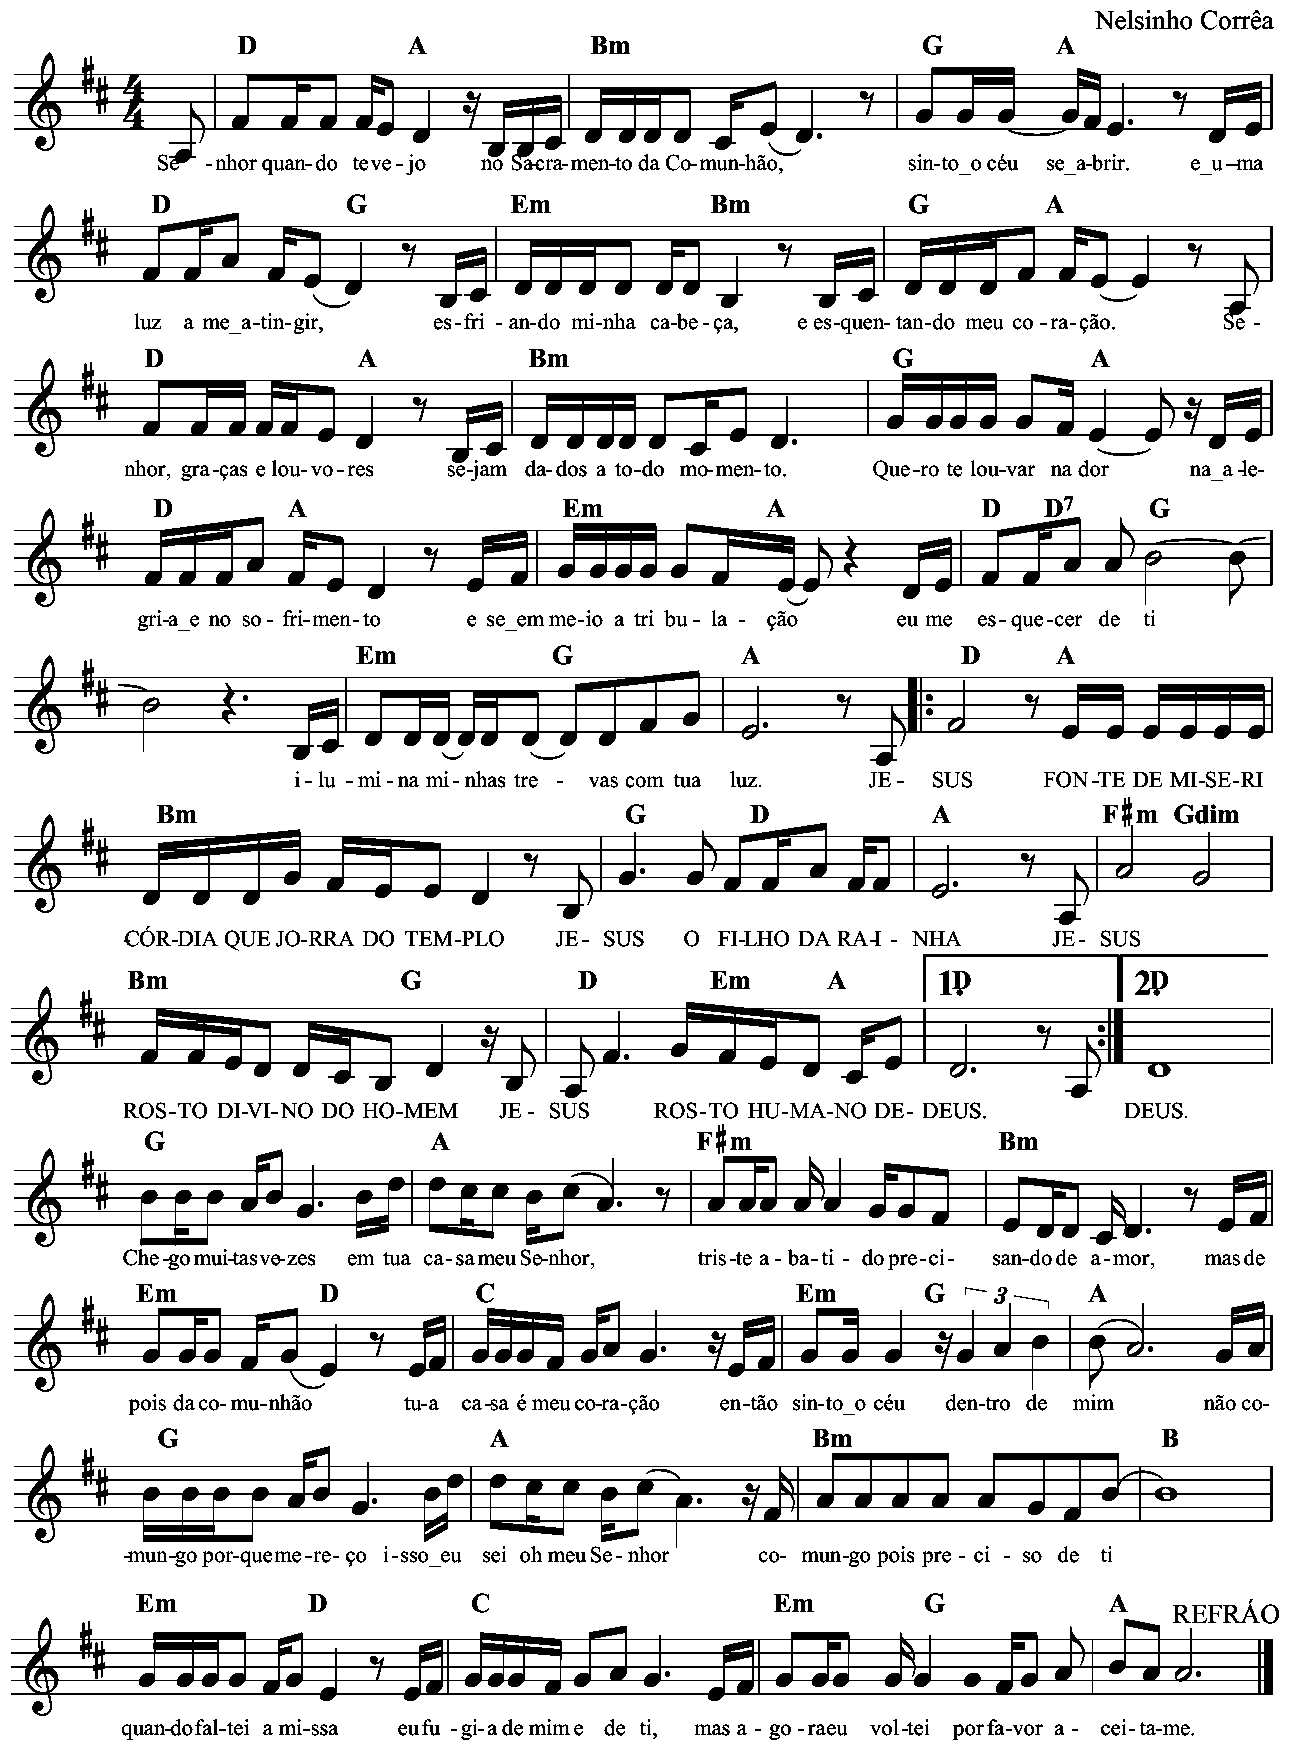 Nelsinho Corrêa
D A Bm G A
4
4
Se - nhor quan-do te ve-jo no Sa-cra-men-to da Co-mun-hão, sin-to_o céu se_a-brir. e_u-ma
D G Em Bm G A
luz a me_a-tin-gir, es-fri-an-do mi-nha ca-be-ça, e es-quen-tan-do meu co-ra-ção. Se -
D A Bm G A
nhor, gra-ças e lou-vo-res se-jam da-dos a to-do mo-men-to. Que-ro te lou-var na dor na_a-le-
D A Em A D D7 G
gri-a_e no so-fri-men-to e se_em me-io a tri bu-la-ção eu me es-que-cer de ti
Em G A D A
i-lu-mi-na mi-nhas tre-vas com tua luz. JE- SUS FON-TE DE MI-SE-RI
Bm G D A F#m Gdim
CÓR-DIA QUE JOR-RA DO TEM-PLO JE- SUS O FI-LHO DA RA-I-NHA JE- SUS
Bm G D Em A 1. D 2. D
ROS-TO DI-VI-NO DO HO-MEM JE- SUS ROS-TO HU-MA-NO DE- DEUS. DEUS.
G A F#m Bm
Che-go mui-tas ve-zes em tua ca-sa meu Se-nhor, tris-te a-ba-ti-do pre-ci- san-do de a-mor, mas de
Em D C Em G 3 A
pois da co-mu-nhão tu-a ca-sa é meu co-ra-ção en-tão sin-to_o céu den-tro de mim não co-
G A Bm B
-mun-go por-que me-re-ço i-sso_eu sei oh meu Se-nhor co- mun-go pois pre-ci-so de ti
Em D C Em G A REFRÁO
quan-do fal-tei a mi-ssa eu fu-gi-a de mim e de ti, mas a-go-ra eu vol-tei por fa-vor a-cei-ta-me.